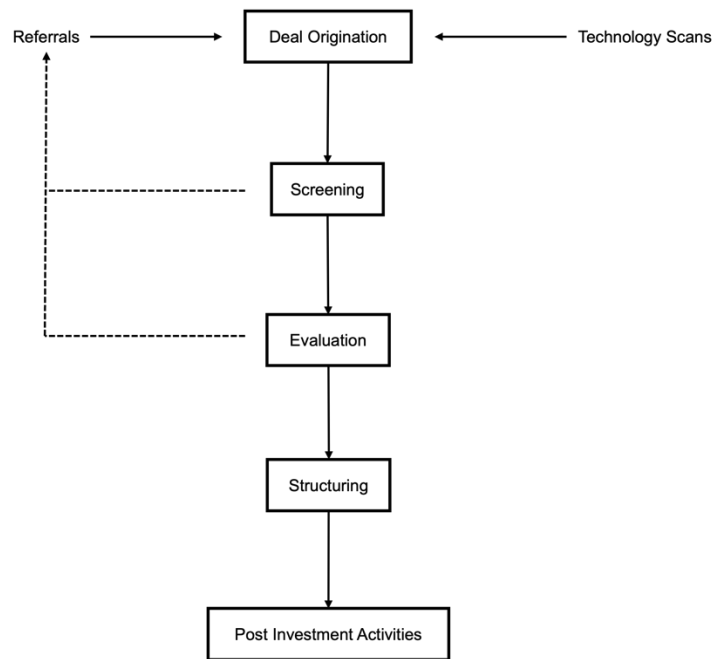 Referrals
Deal Origination
Technology Scans
Screening
Evaluation
Structuring
Post Investment Activities